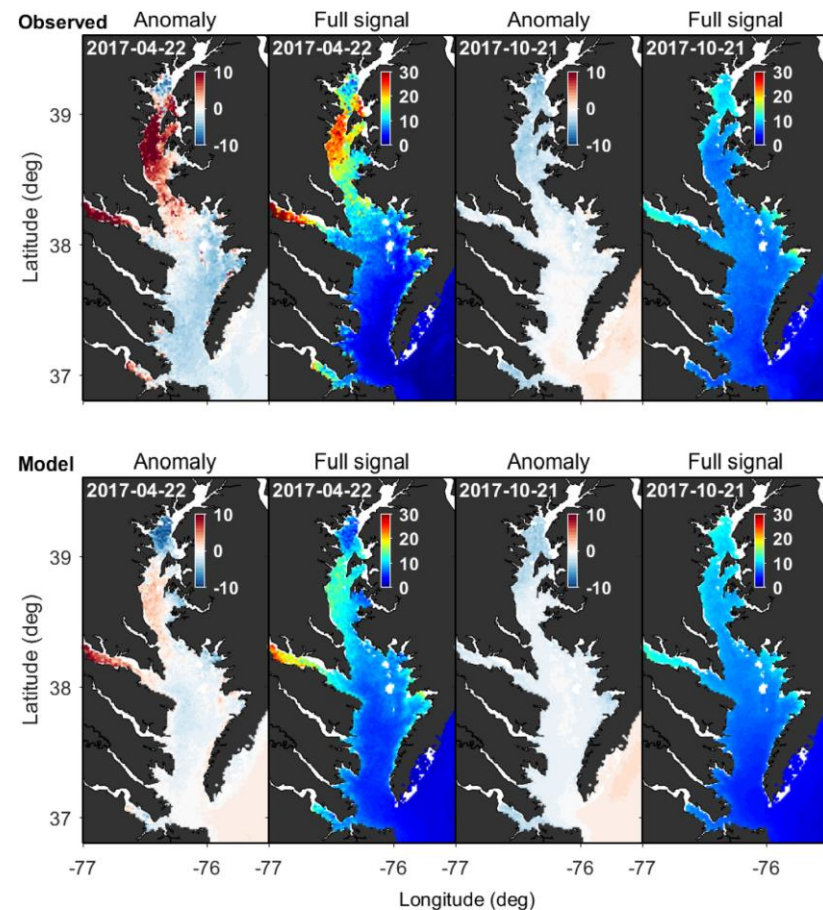 Observed Anomaly Full signal Anomaly Full signal
2017-04-22 2017-04-22 2017-10-21 2017-10-21
10 30 10 30
20 20
0 0
10 10
-10 0 -10 0
39
38
37
Latitude (deg)
Model Anomaly Full signal Anomaly Full signal
2017-04-22 2017-04-22 2017-10-21 2017-10-21
10 30 10 30
20 20
0 0
10 10
-10 0 -10 0
39
38
37
Latitude (deg)
-77 -76 -76 -77 -76 -76
Longitude (deg)